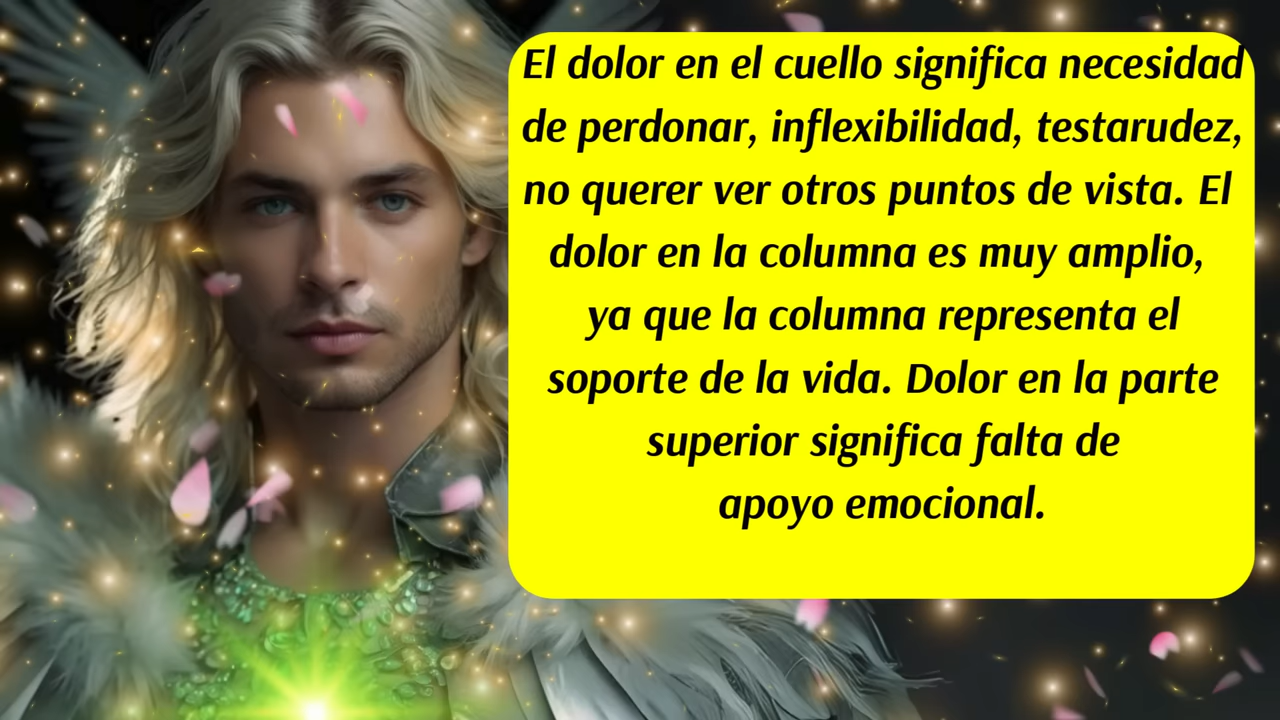 El dolor en el cuello significa necesidad
de perdonar, inflexibilidad, testarudez,
no querer ver otros puntos de vista. El
dolor en la columna es muy amplio,
ya que la columna representa el
soporte de la vida. Dolor en la parte
superior significa falta de
apoyo emocional.